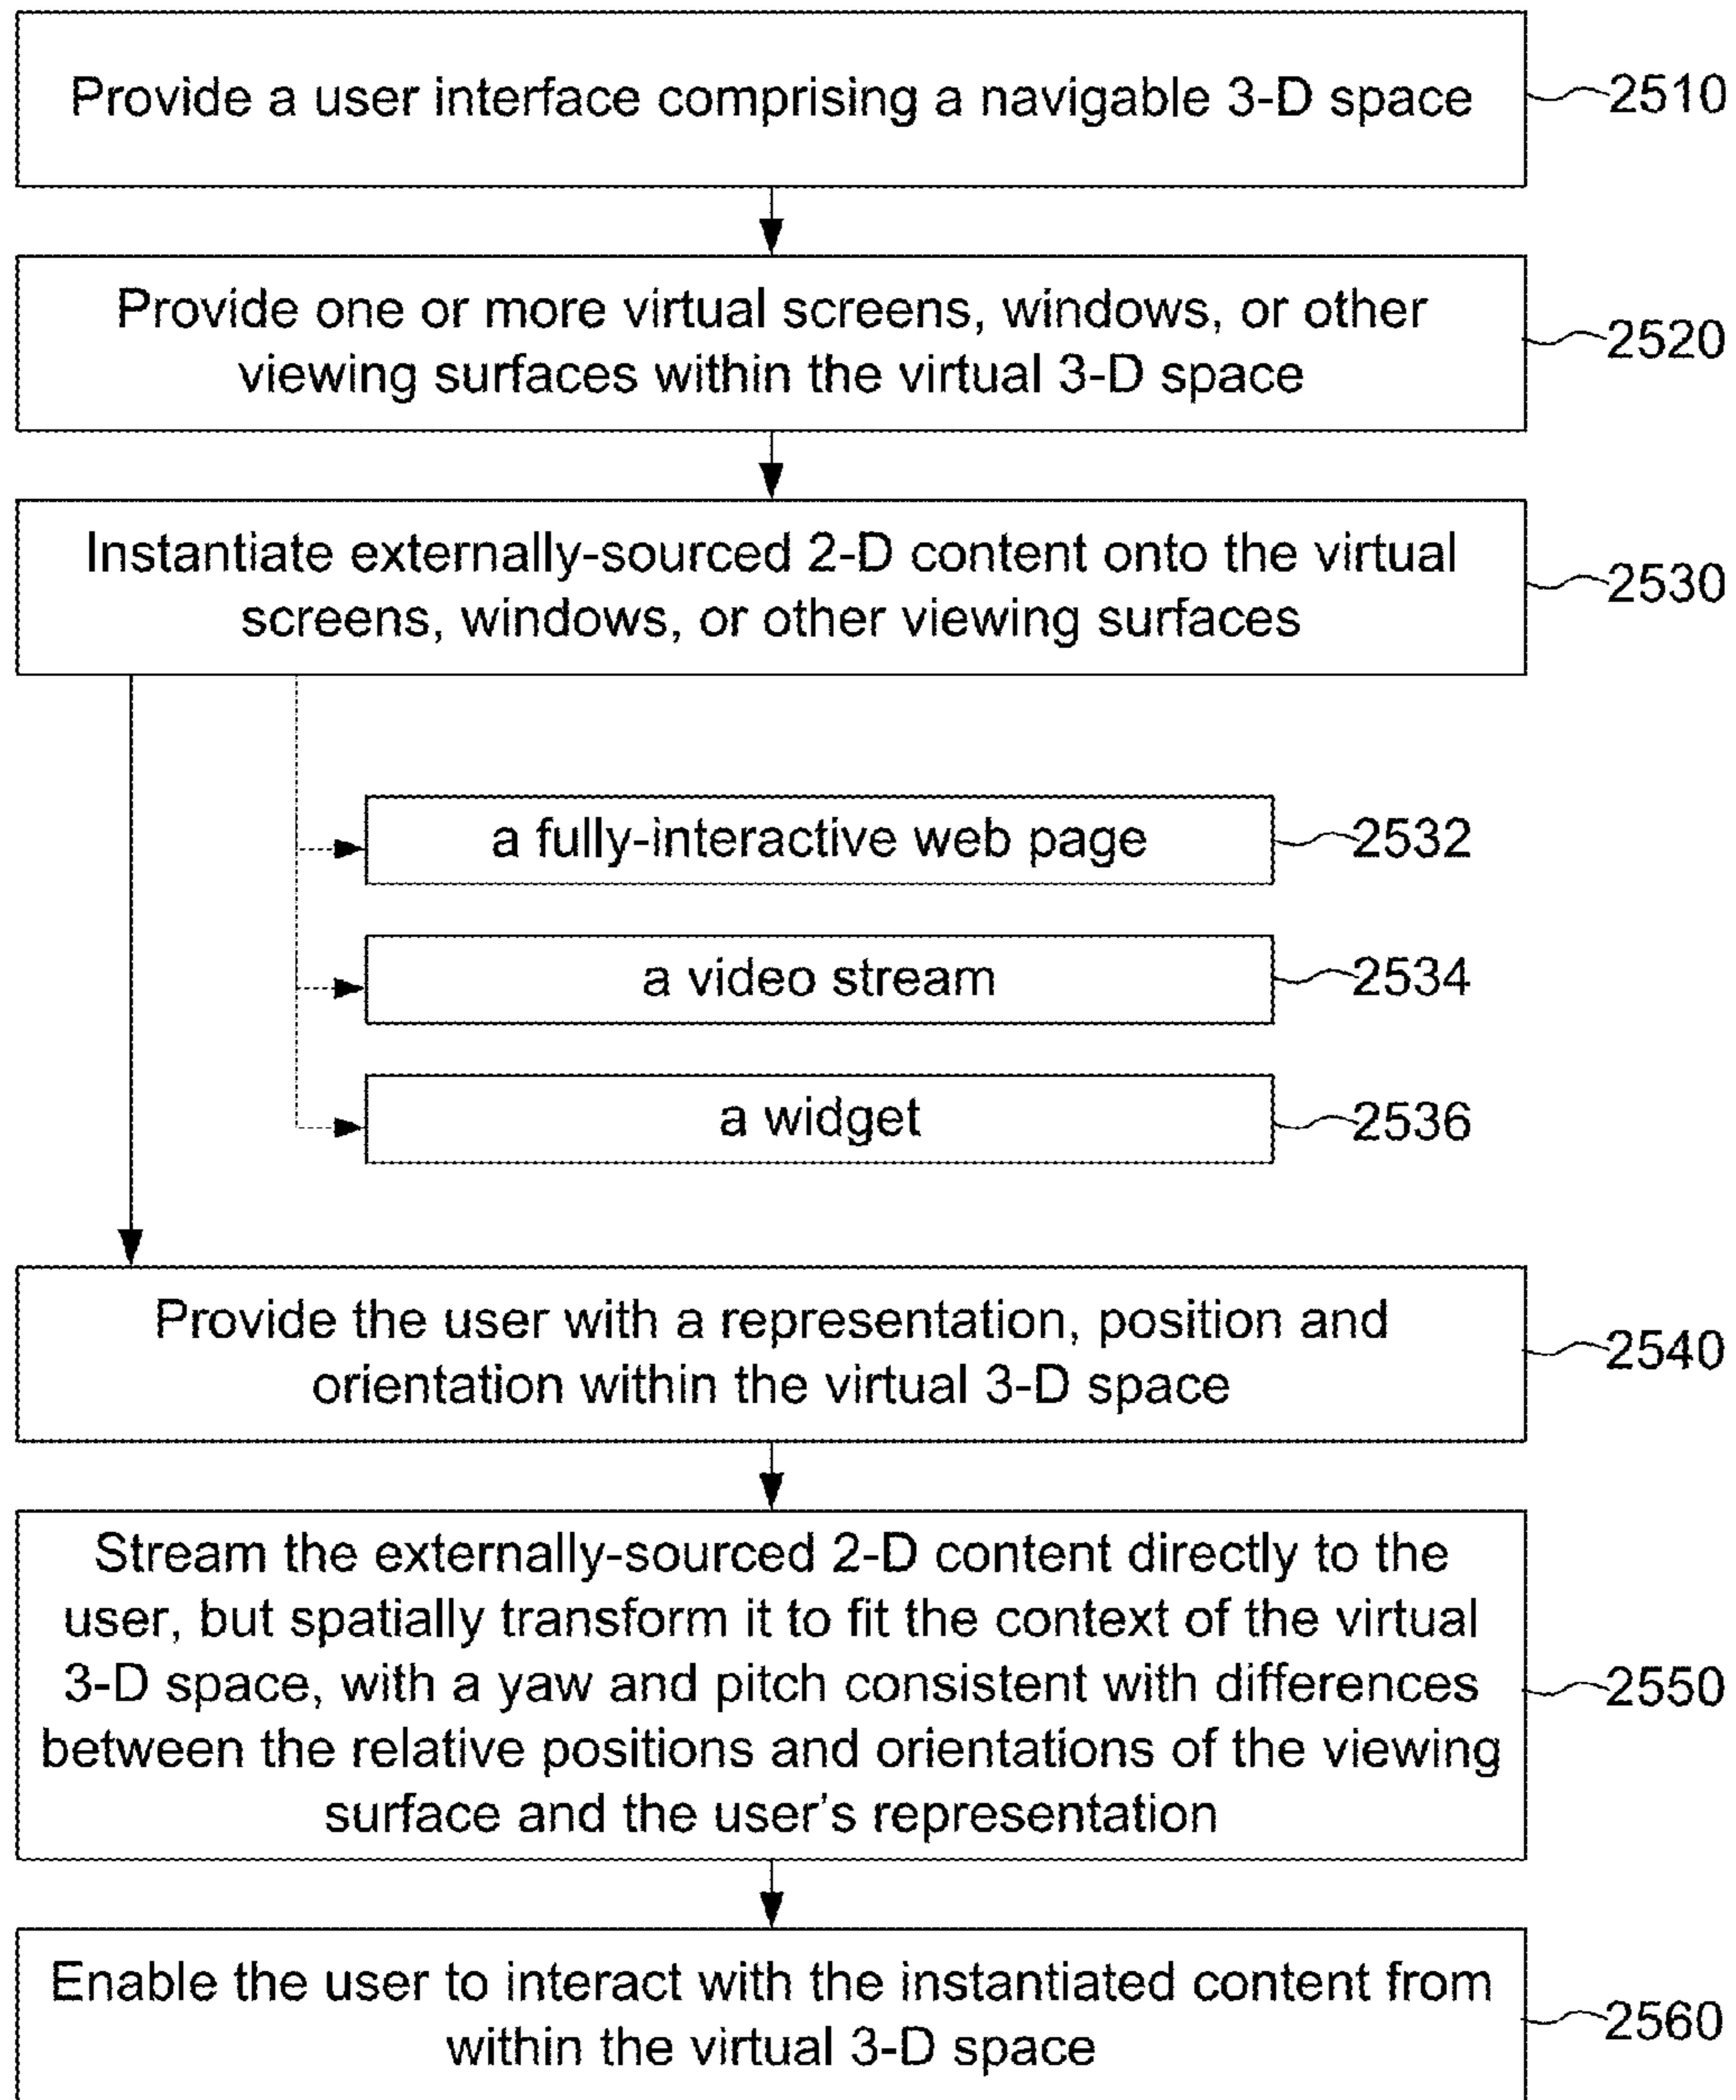 Provide a user interface comprising a navigable 3-D space
2510
Provide one or more virtual screens, windows, or other
viewing surfaces within the virtual 3-D space
2520
Instantiate externally-sourced 2-D content onto the virtual
screens, windows, or other viewing surfaces
2530
a fully-interactive web page
2532
a video stream
2534
a widget
2536
Provide the user with a representation, position and
orientation within the virtual 3-D space
2540
Stream the externally-sourced 2-D content directly to the
user, but spatially transform it to fit the context of the virtual
3-D space, with a yaw and pitch consistent with differences
between the relative positions and orientations of the viewing
surface and the user's representation
2550
Enable the user to interact with the instantiated content from
within the virtual 3-D space
2560